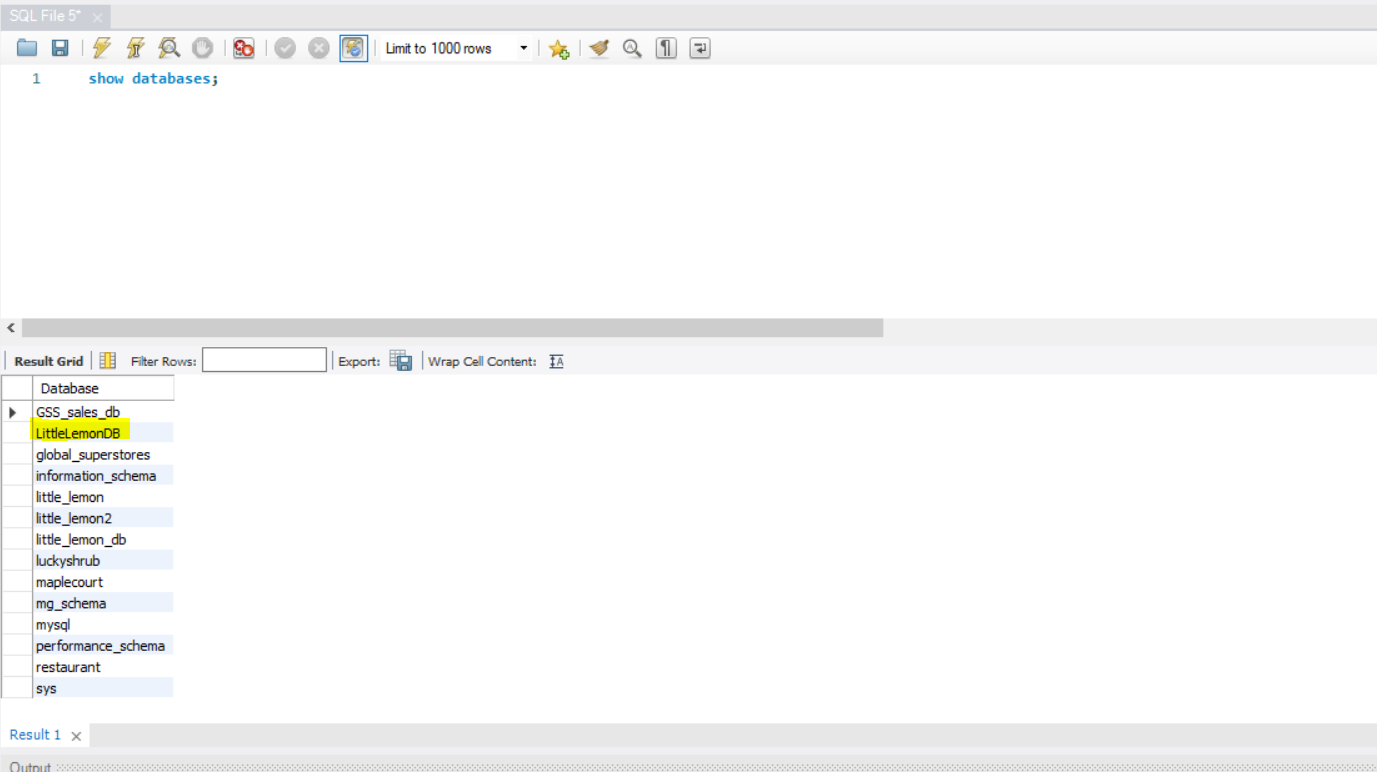 SQL File 5*
Limit to 1000 rows
1 show databases;
Result Grid Filter Rows: Export: Wrap Cell Content:
Database
GSS_sales_db
LittleLemonDB
global_superstores
information_schema
little_lemon
little_lemon2
little_lemon_db
luckyshrub
maplecourt
mg_schema
mysql
performance_schema
restaurant
sys
Result 1
Output